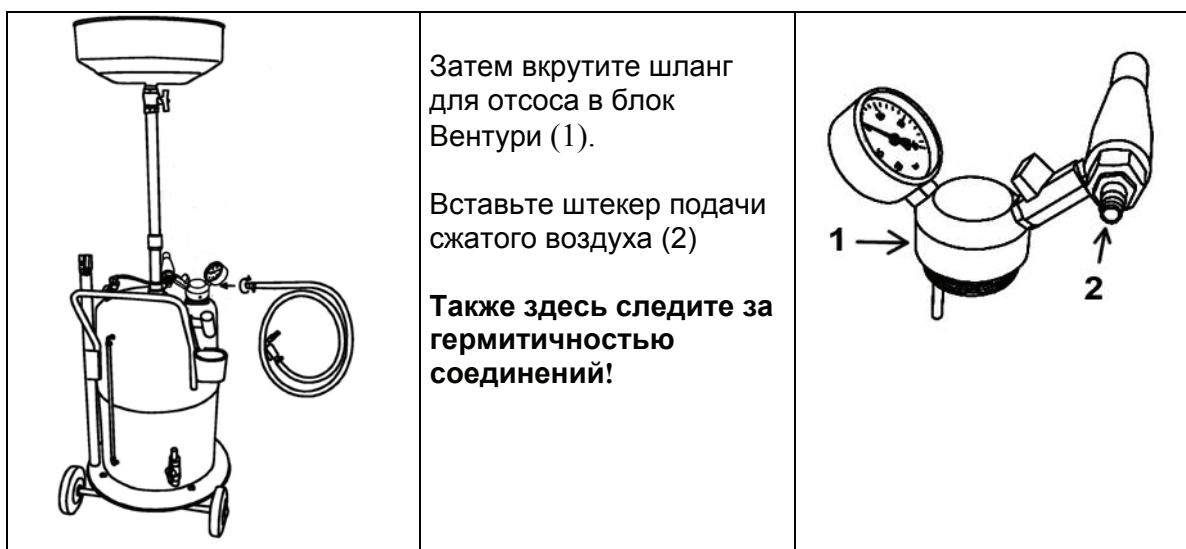 Затем вкрутите шланг
для отсоса в блок
Вентури (1).
Вставьте штекер подачи
сжатого воздуха (2)
Также здесь следите за
гермитичностью
соединений!
1
2